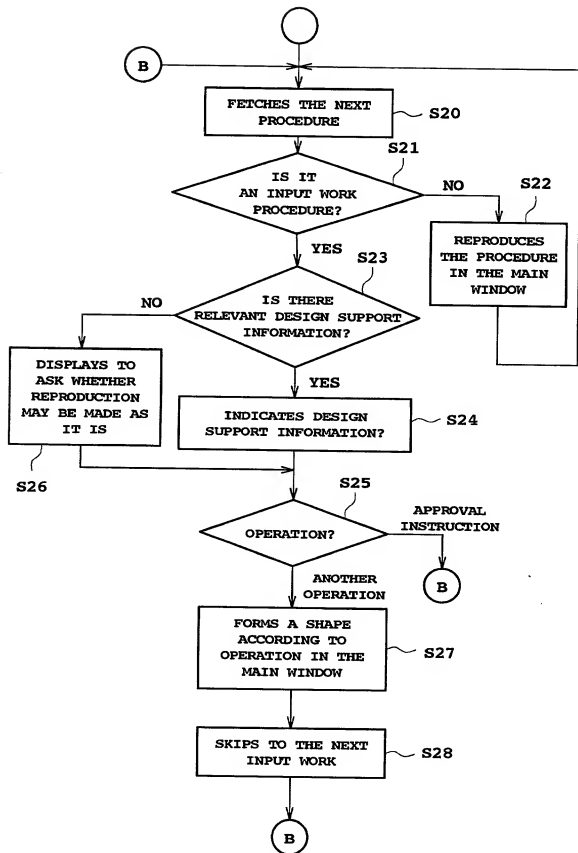 B
FETCHES THE NEXT
PROCEDURE
S20
S21
IS IT
AN INPUT WORK
PROCEDURE?
NO
S22
REPRODUCES
THE PROCEDURE
IN THE MAIN
WINDOW
YES
S23
IS THERE
RELEVANT DESIGN SUPPORT
INFORMATION?
NO
DISPLAYS TO
ASK WHETHER
REPRODUCTION
MAY BE MADE AS
IT IS
S26
YES
INDICATES DESIGN
SUPPORT INFORMATION?
S24
S25
OPERATION?
APPROVAL
INSTRUCTION
B
ANOTHER
OPERATION
FORMS A SHAPE
ACCORDING TO
OPERATION IN THE
MAIN WINDOW
S27
SKIPS TO THE NEXT
INPUT WORK
S28
B